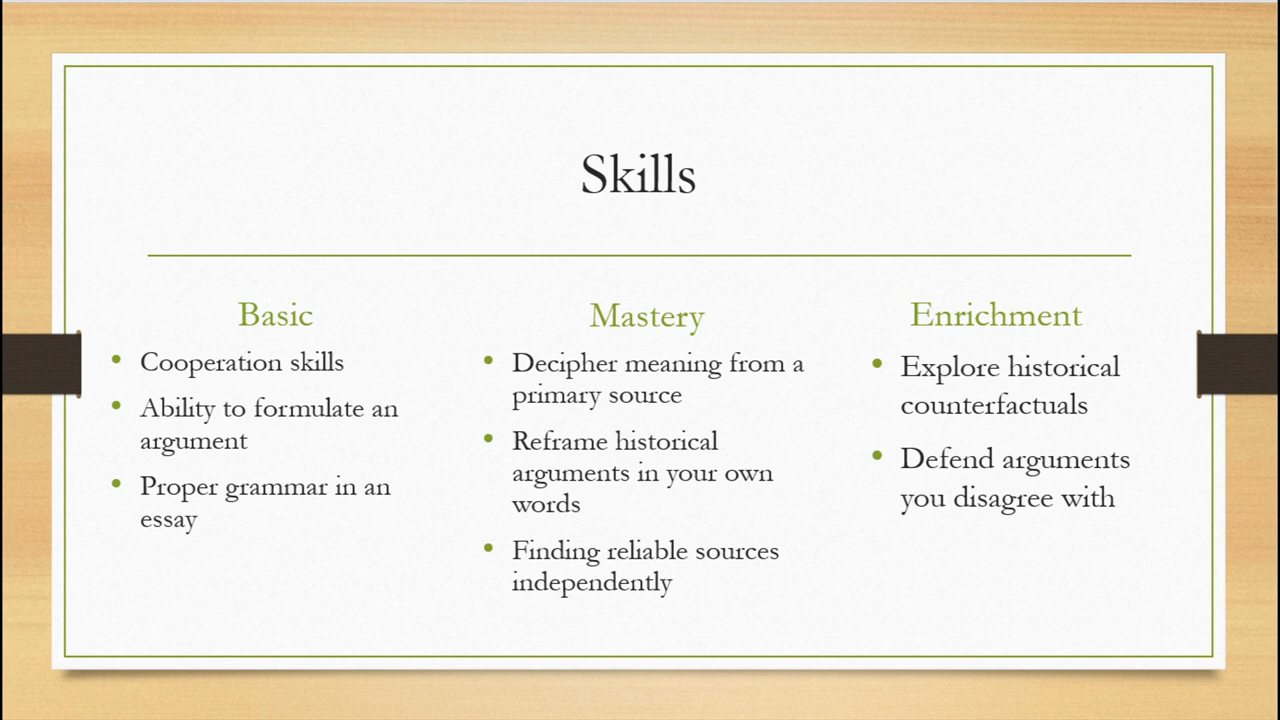 Skills
Basic
Cooperation skills
Ability to formulate an
argument
Proper grammar in an
essay
Mastery
Decipher meaning from a
primary source
Reframe historical
arguments in your own
words
Finding reliable sources
independently
Enrichment
Explore historical
counterfactuals
Defend arguments
you disagree with